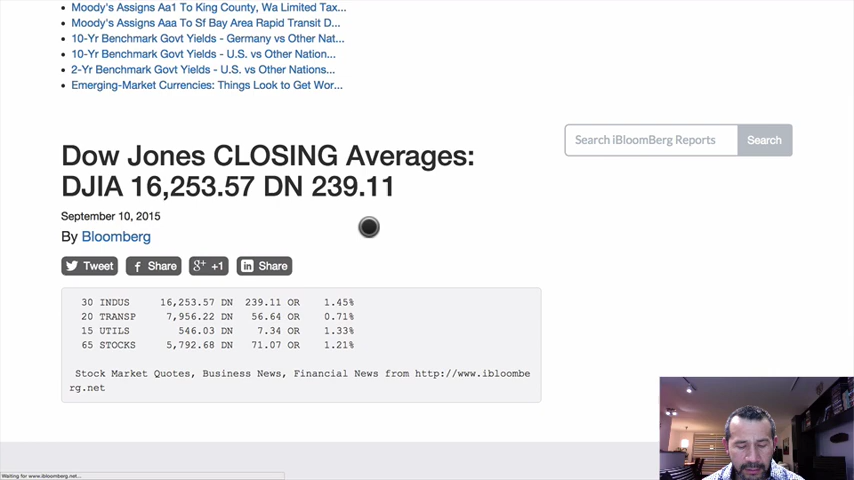 Moody's Assigns Aa1 to King County, Wa Limited Tax...
Moody's Assigns Aaa To Sf Bay Area Rapid Transit D...
10-Yr Benchmark Govt Yields - Germany vs Other Nat...
10-Yr Benchmark Govt Yields - U.S. vs Other Nation...
2-Yr Benchmark Govt Yields - U.S. vs Other Nations...
Emerging-Market Currencies: Things Look to Get Wor...
Search iBloomBerg Reports Search
Dow Jones CLOSING Averages:
DJIA 16,253.57 DN 239.11
September 10, 2015
By Bloomberg
Tweet Share g+ +1 Share
30 INDUS 16,253.57 DN 239.11 OR 1.45%
20 TRANSP 7,956.22 DN 56.64 OR 0.71%
15 UTILS 546.03 DN 7.34 OR 1.33%
65 STOCKS 5,792.68 DN 71.07 OR 1.21%
Stock Market Quotes, Business News, Financial News from http://www.ibloombe
rg.net
Waiting for www.ibloomberg.net...